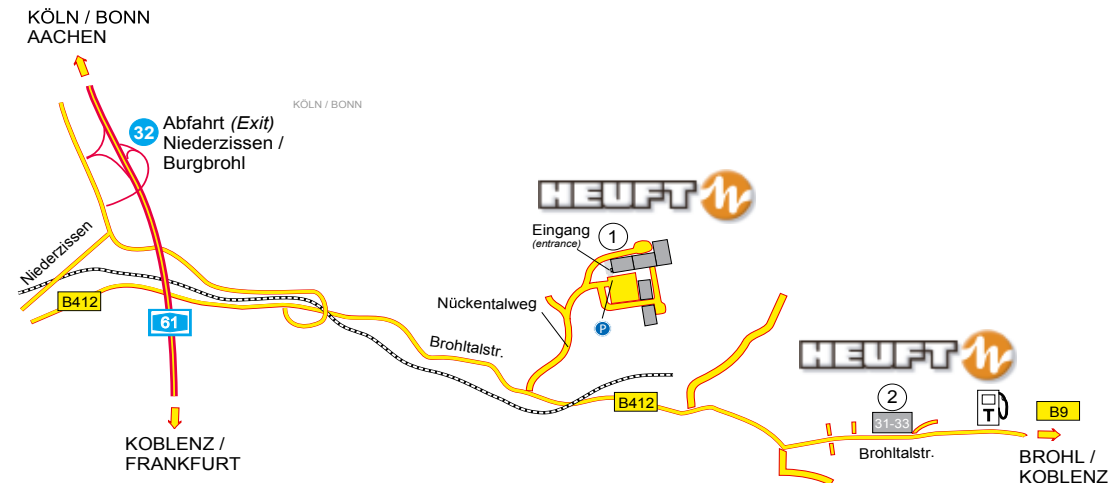 KÖLN / BONN
AACHEN
KÖLN / BONN
32
Abfahrt (Exit)
Niederzissen /
Burgbrohl
HEUFT
Eingang
(entrance)
1
Niederzissen
B412
61
Nückentalweg
P
Brohltalstr.
HEUFT
B412
2
31-33
T
B9
Brohltalstr.
KOBLENZ /
FRANKFURT
BROHL /
KOBLENZ